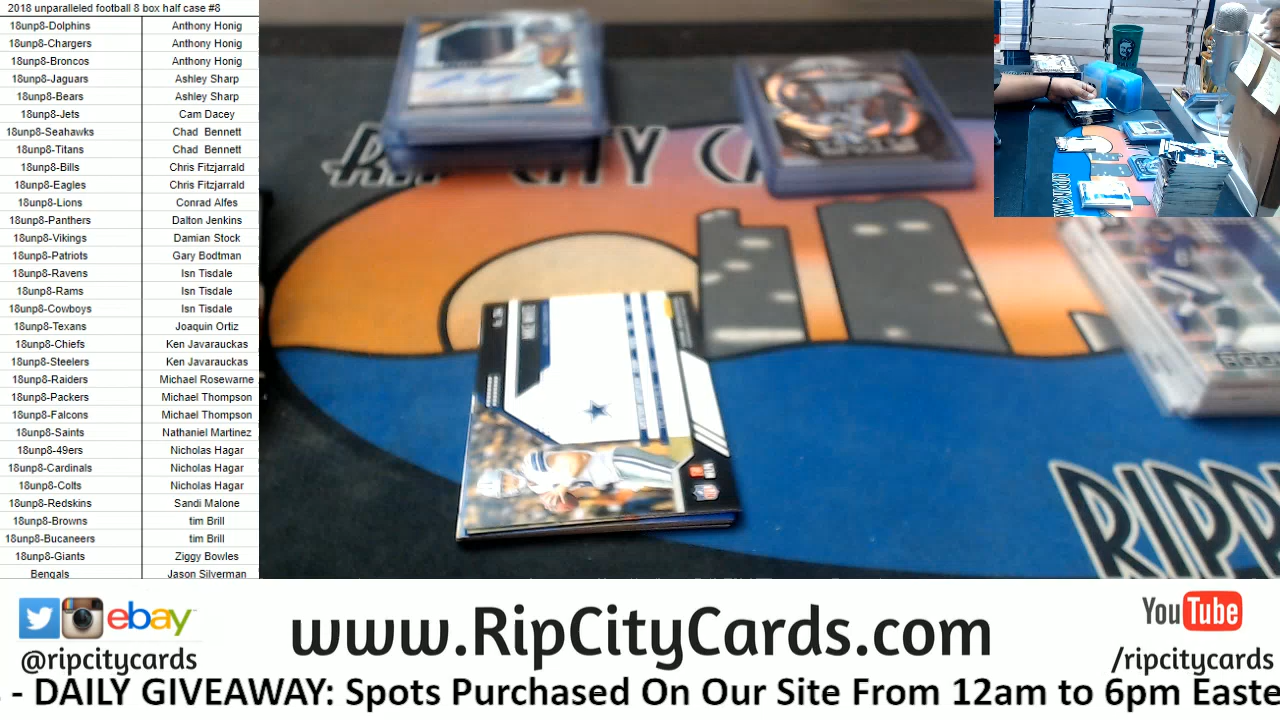 2018 unparalleled football 8 box half case #8
18unp8-Dolphins Anthony Honig
18unp8-Chargers Anthony Honig
18unp8-Broncos Anthony Honig
18unp8-Jaguars Ashley Sharp
18unp8-Bears Ashley Sharp
18unp8-Jets Cam Dacey
18unp8-Seahawks Chad Bennett
18unp8-Titans Chad Bennett
18unp8-Bills Chris Fitzjarrald
18unp8-Eagles Chris Fitzjarrald
18unp8-Lions Conrad Alfes
18unp8-Panthers Dalton Jenkins
18unp8-Vikings Damian Stock
18unp8-Patriots Gary Bodtman
18unp8-Ravens Isn Tisdale
18unp8-Rams Isn Tisdale
18unp8-Cowboys Isn Tisdale
18unp8-Texans Joaquin Ortiz
18unp8-Chiefs Ken Javarauckas
18unp8-Steelers Ken Javarauckas
18unp8-Raiders Michael Rosewarne
18unp8-Packers Michael Thompson
18unp8-Falcons Michael Thompson
18unp8-Saints Nathaniel Martinez
18unp8-49ers Nicholas Hagar
18unp8-Cardinals Nicholas Hagar
18unp8-Colts Nicholas Hagar
18unp8-Redskins Sandi Malone
18unp8-Browns tim Brill
18unp8-Bucaneers tim Brill
18unp8-Giants Ziggy Bowles
Bengals Jason Silverman
RIP CITY CA
RIPP
ebay
@ripcitycards
www.RipCityCards.com
YouTube
/ripcitycards
- DAILY GIVEAWAY: Spots Purchased On Our Site From 12am to 6pm Easte